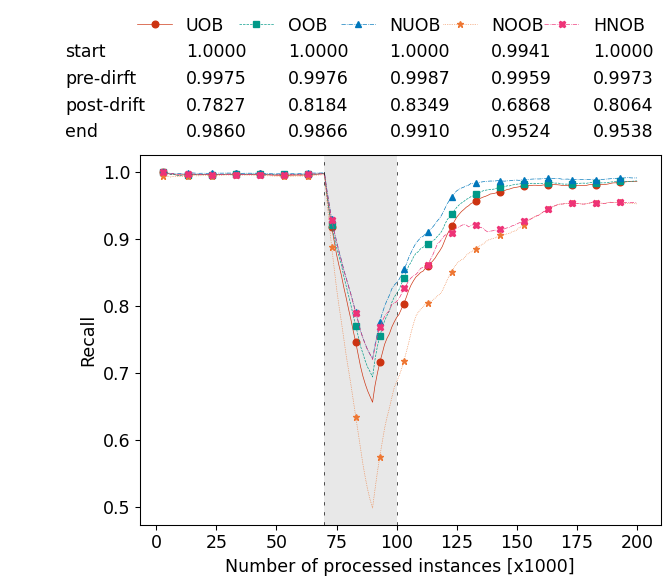 UOB OOB NUOB NOOB HNOB
start 1.0000 1.0000 1.0000 0.9941 1.0000
pre-dirft 0.9975 0.9976 0.9987 0.9959 0.9973
post-drift 0.7827 0.8184 0.8349 0.6868 0.8064
end 0.9860 0.9866 0.9910 0.9524 0.9538
1.0
0.9
0.8
0.7
0.6
0.5
Recall
0 25 50 75 100 125 150 175 200
Number of processed instances [x1000]